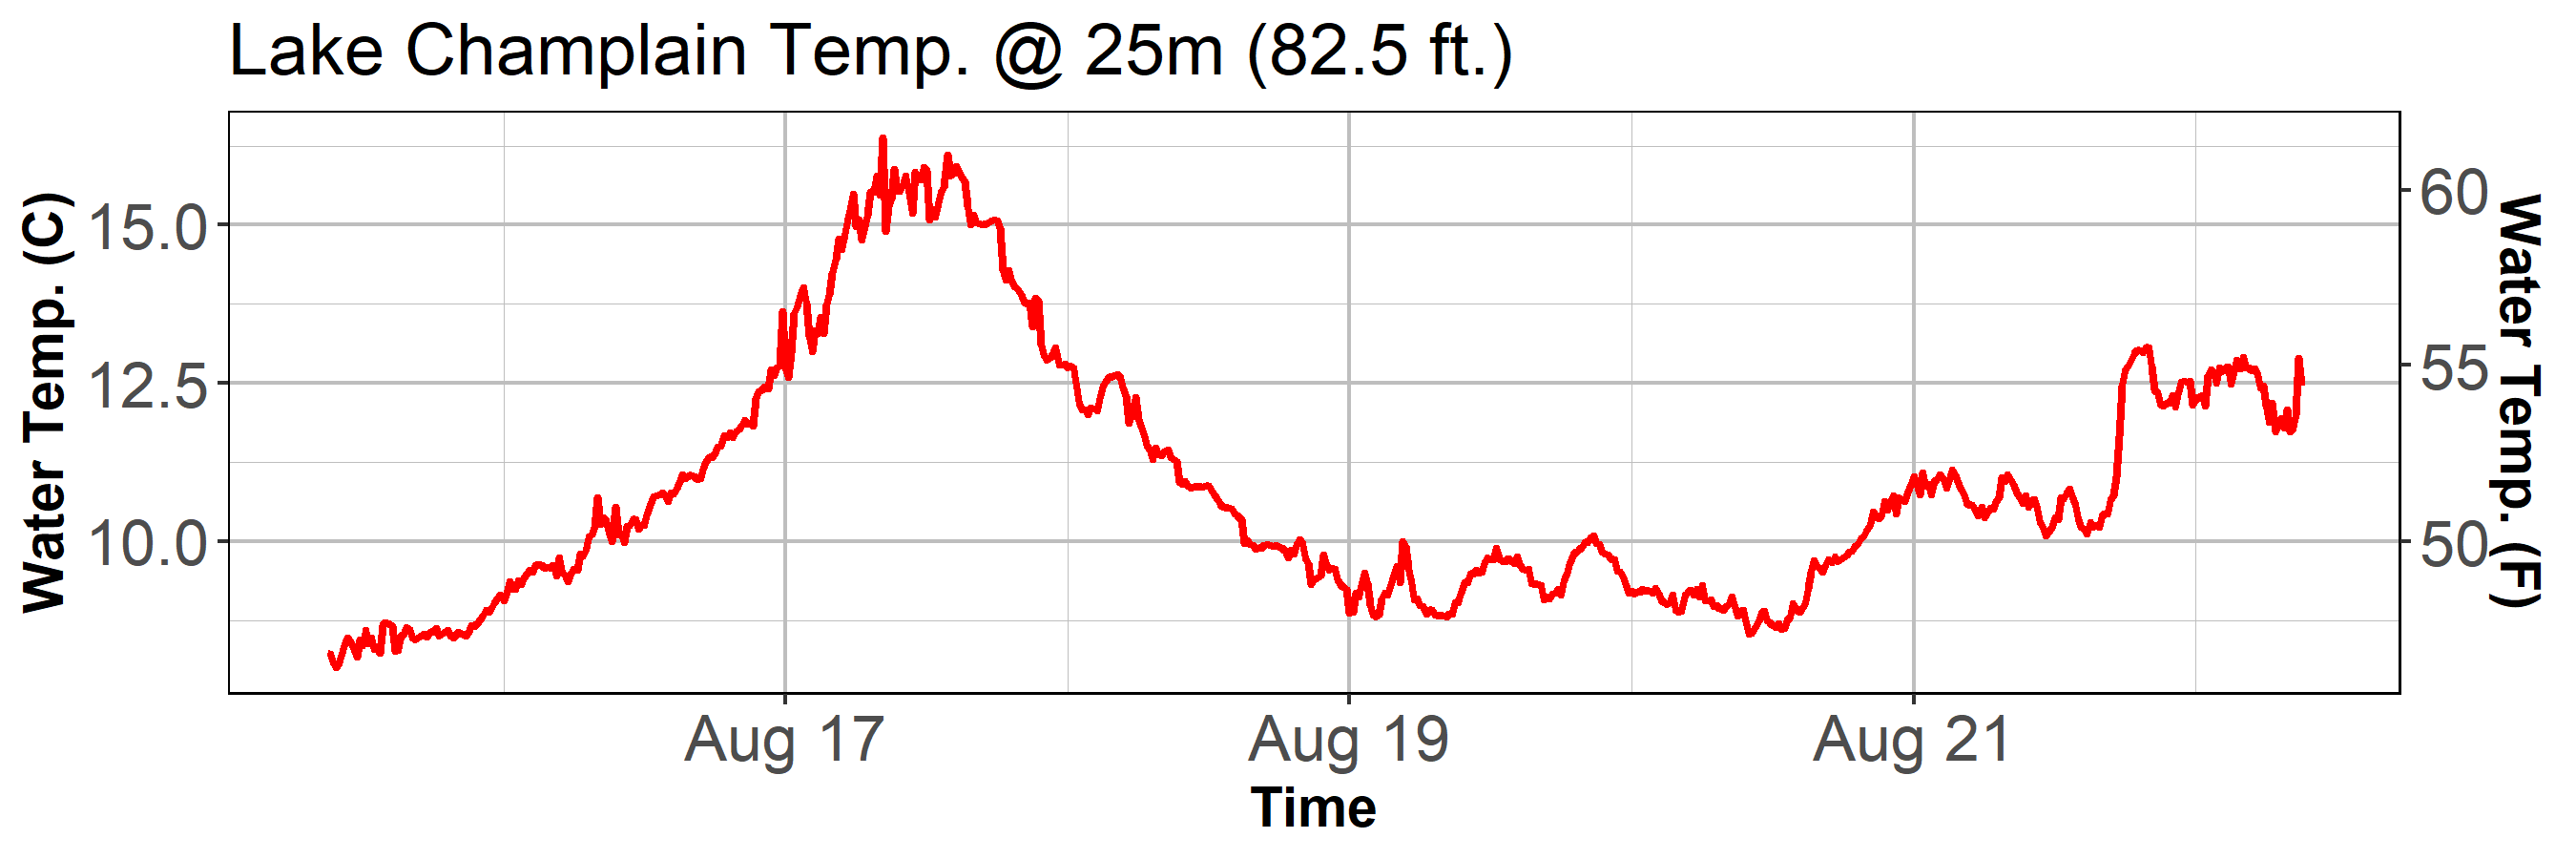 Lake Champlain Temp. @ 25m (82.5 ft.)
Water Temp. (C)
15.0
12.5
10.0
60
55
50
Water Temp. (F)
Aug 17
Aug 19
Aug 21
Time